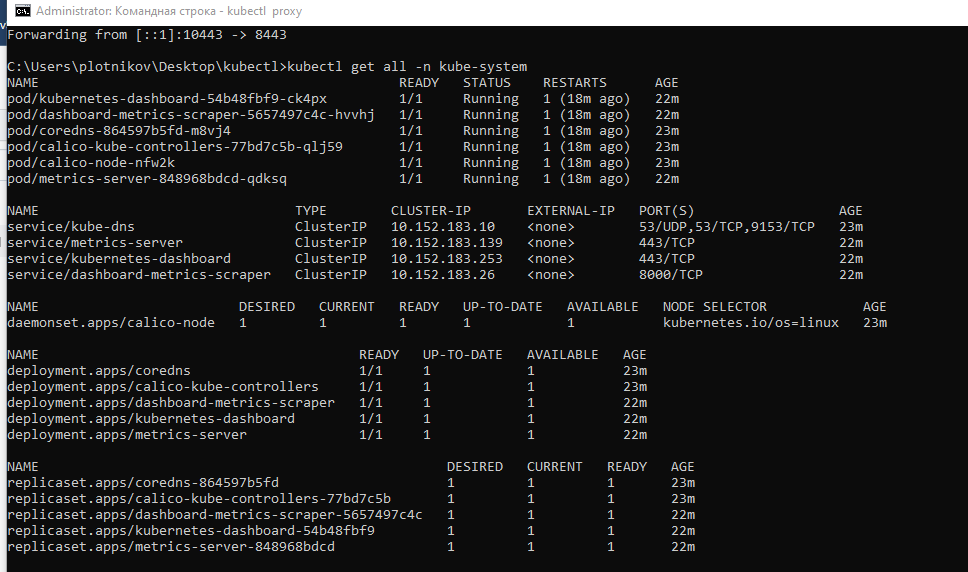 Administrator: Командная строка - kubectl proxy
Forwarding from [::1]:10443 -> 8443
C:\Users\plotnikov\Desktop\kubectl>kubectl get all -n kube-system
NAME READY STATUS RESTARTS AGE
pod/kubernetes-dashboard-54b48fbf9-ck4px 1/1 Running 1 (18m ago) 22m
pod/dashboard-metrics-scraper-5657497c4c-hvvhj 1/1 Running 1 (18m ago) 22m
pod/coredns-864597b5fd-m8vj4 1/1 Running 1 (18m ago) 23m
pod/calico-kube-controllers-77bd7c5b-qlj59 1/1 Running 1 (18m ago) 23m
pod/calico-node-nfw2k 1/1 Running 1 (18m ago) 23m
pod/metrics-server-848968bdcd-qdksq 1/1 Running 1 (18m ago) 22m
NAME TYPE CLUSTER-IP EXTERNAL-IP PORT(S) AGE
service/kube-dns ClusterIP 10.152.183.10 <none> 53/UDP,53/TCP,9153/TCP 23m
service/metrics-server ClusterIP 10.152.183.139 <none> 443/TCP 22m
service/kubernetes-dashboard ClusterIP 10.152.183.253 <none> 443/TCP 22m
service/dashboard-metrics-scraper ClusterIP 10.152.183.26 <none> 8000/TCP 22m
NAME DESIRED CURRENT READY UP-TO-DATE AVAILABLE NODE SELECTOR AGE
daemonset.apps/calico-node 1 1 1 1 1 kubernetes.io/os=linux 23m
NAME READY UP-TO-DATE AVAILABLE AGE
deployment.apps/coredns 1/1 1 1 23m
deployment.apps/calico-kube-controllers 1/1 1 1 23m
deployment.apps/dashboard-metrics-scraper 1/1 1 1 22m
deployment.apps/kubernetes-dashboard 1/1 1 1 22m
deployment.apps/metrics-server 1/1 1 1 22m
NAME DESIRED CURRENT READY AGE
replicaset.apps/coredns-864597b5fd 1 1 1 23m
replicaset.apps/calico-kube-controllers-77bd7c5b 1 1 1 23m
replicaset.apps/dashboard-metrics-scraper-5657497c4c 1 1 1 22m
replicaset.apps/kubernetes-dashboard-54b48fbf9 1 1 1 22m
replicaset.apps/metrics-server-848968bdcd 1 1 1 22m